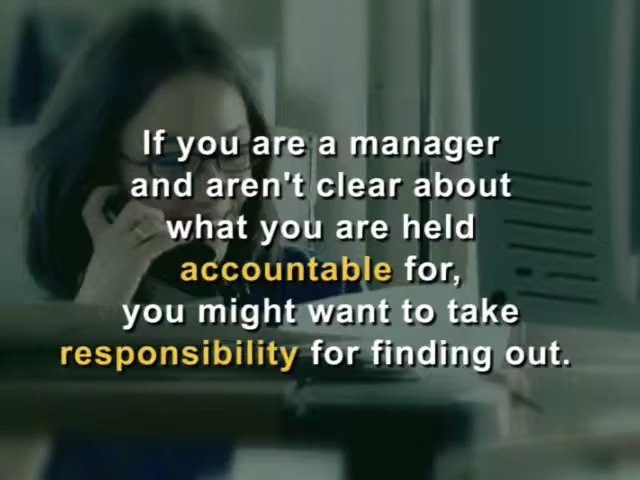 If you are a manager
and aren't clear about
what you are held
accountable for,
you might want to take
responsibility for finding out.